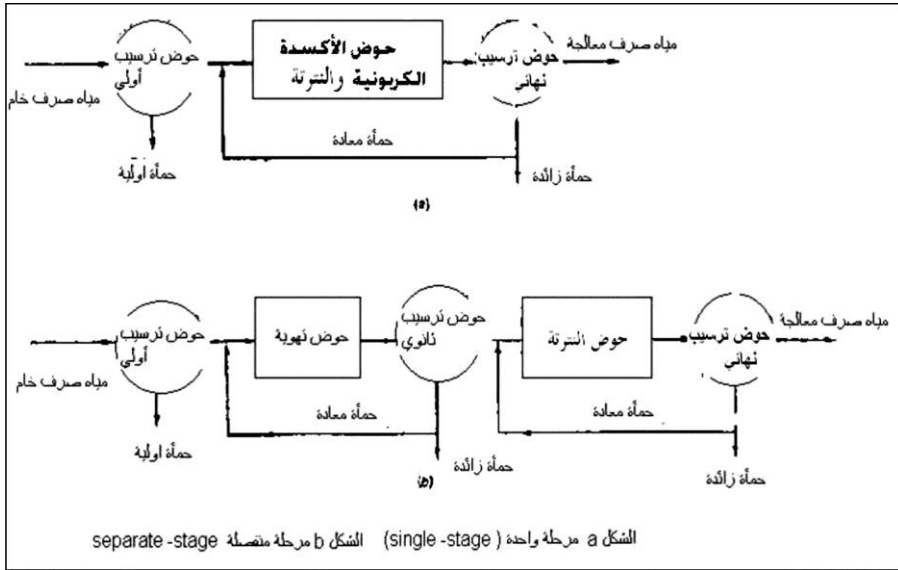 حوض ترسيب
أولي
حوض الأكسدة
الكربونية والنترتة
حوض ترسيب
نهائي
مياه صرف معالجة
مياه صرف خام
حمأة أولية
حمأة معادة
حمأة زائدة
(a)
حوض ترسيب
أولي
حوض تهوية
حوض ترسيب
ثانوي
حوض النترتة
حوض ترسيب
نهائي
مياه صرف معالجة
مياه صرف خام
حمأة اولية
حمأة معادة
حمأة زائدة
(b)
حمأة معادة
حمأة زائدة
الشكل a مرحلة واحدة (single -stage) الشكل b مرحلة منفصلة separate -stage